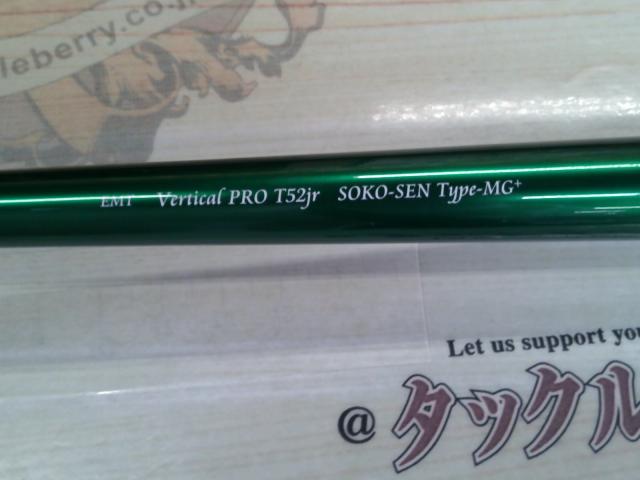 leberry.co.j
EMT Vertical PRO T52jr SOKO-SEN Type-MG+
Let us support you
@タックル